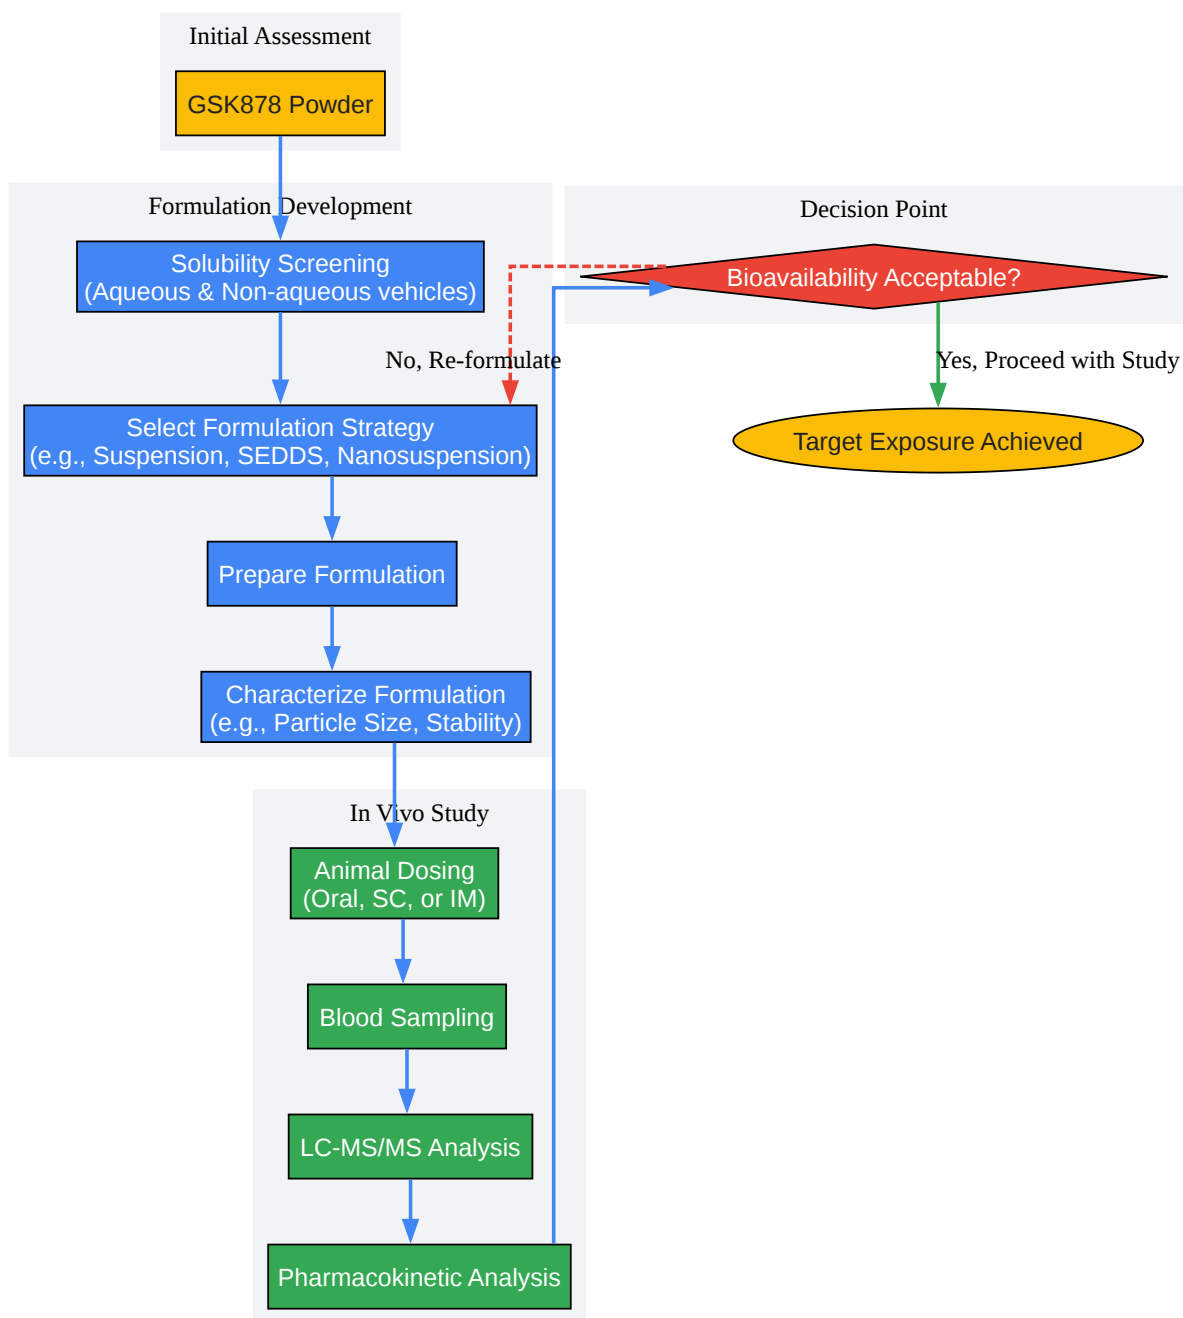 Initial Assessment
GSK878 Powder
Formulation Development
Solubility Screening
(Aqueous & Non-aqueous vehicles)
Decision Point
Bioavailability Acceptable?
No, Re-formulate
Yes, Proceed with Study
Select Formulation Strategy
(e.g., Suspension, SEDDS, Nanosuspension)
Target Exposure Achieved
Prepare Formulation
Characterize Formulation
(e.g., Particle Size, Stability)
In Vivo Study
Animal Dosing
(Oral, SC, or IM)
Blood Sampling
LC-MS/MS Analysis
Pharmacokinetic Analysis